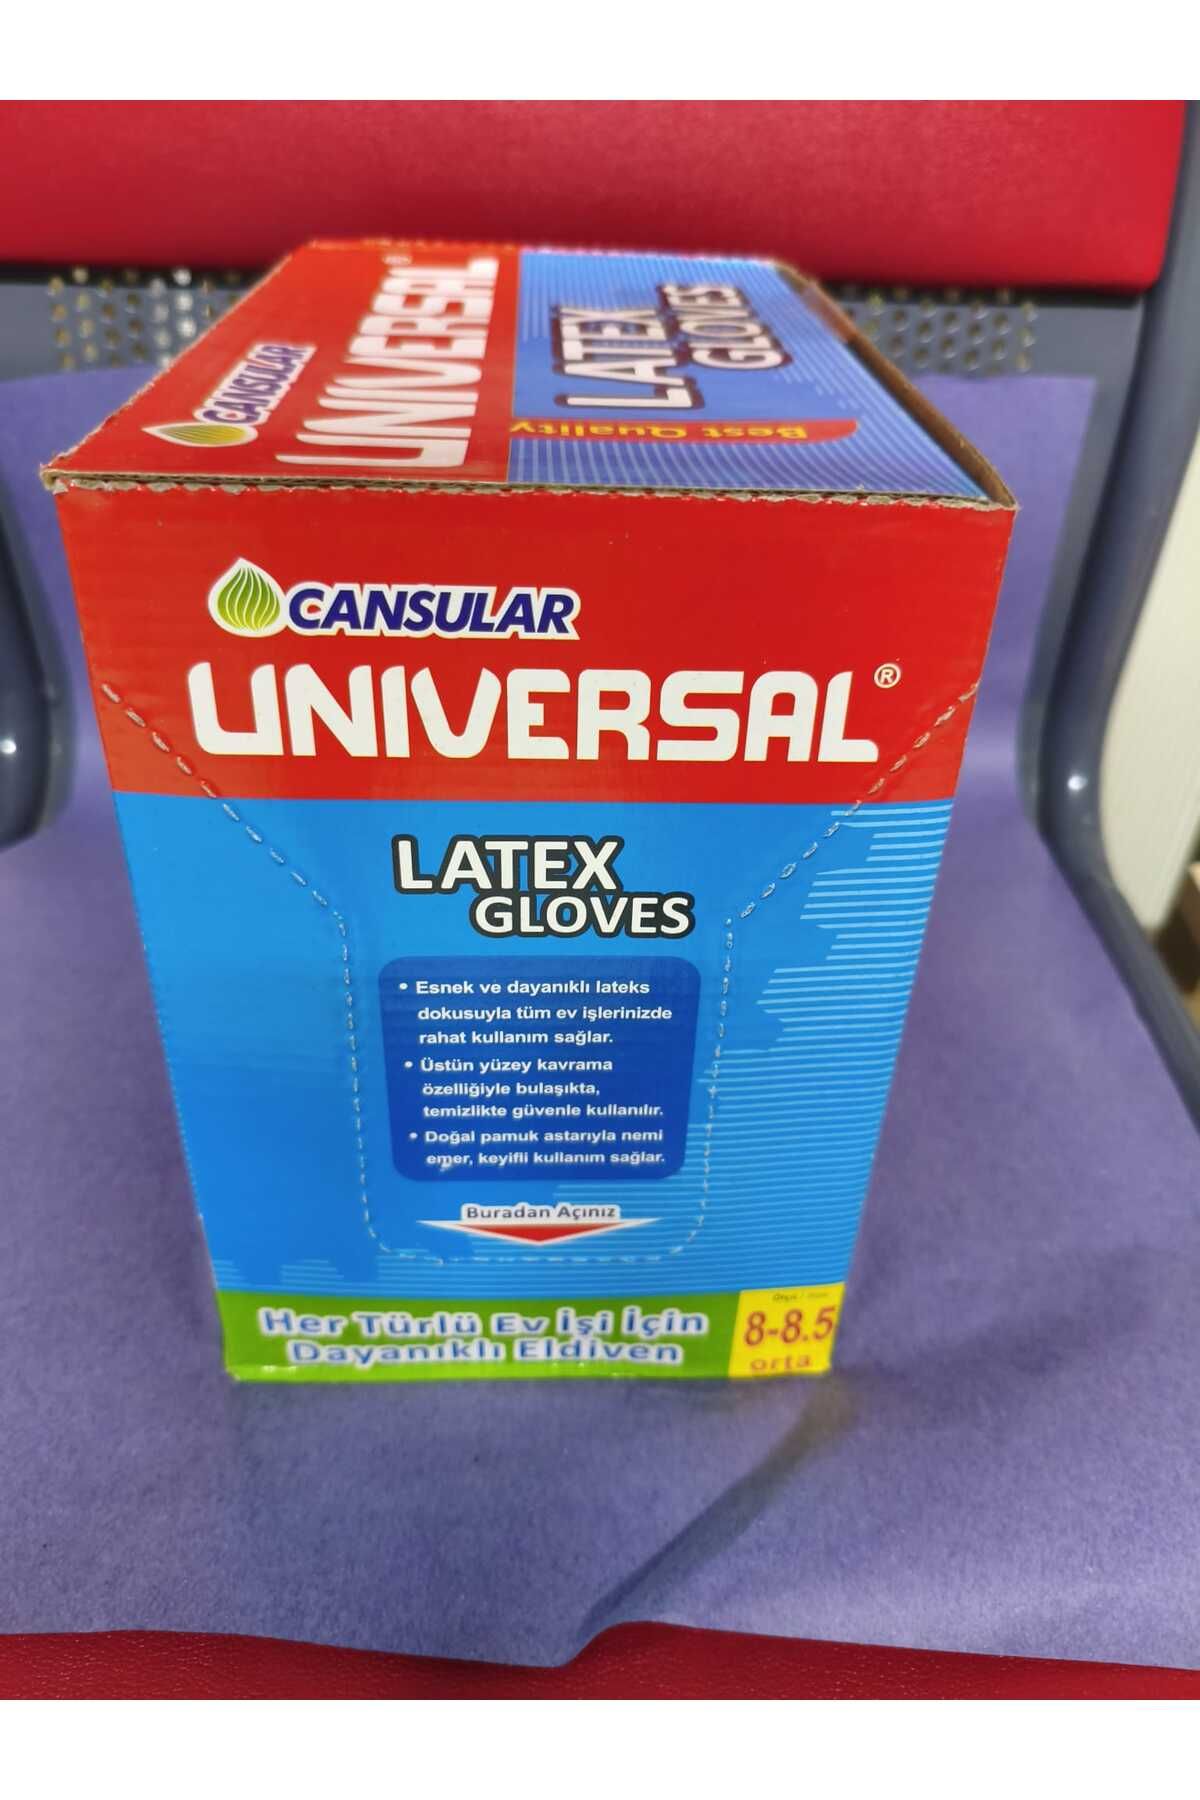 CANSULAR
UNIVERSAL®
LATEX
GLOVES
Best Quality
CANSULAR
UNIVERSAL®
LATEX
GLOVES
• Esnek ve dayanıklı lateks
dokusuyla tüm ev işlerinizde
rahat kullanım sağlar.
• Üstün yüzey kavrama
özelliğiyle bulaşıkta,
temizlikte güvenle kullanılır.
• Doğal pamuk astarıyla nemi
emer, keyifli kullanım sağlar.
Buradan Açınız
Her Türlü Ev İşi İçin
Dayanıklı Eldiven
8-8.5
orta